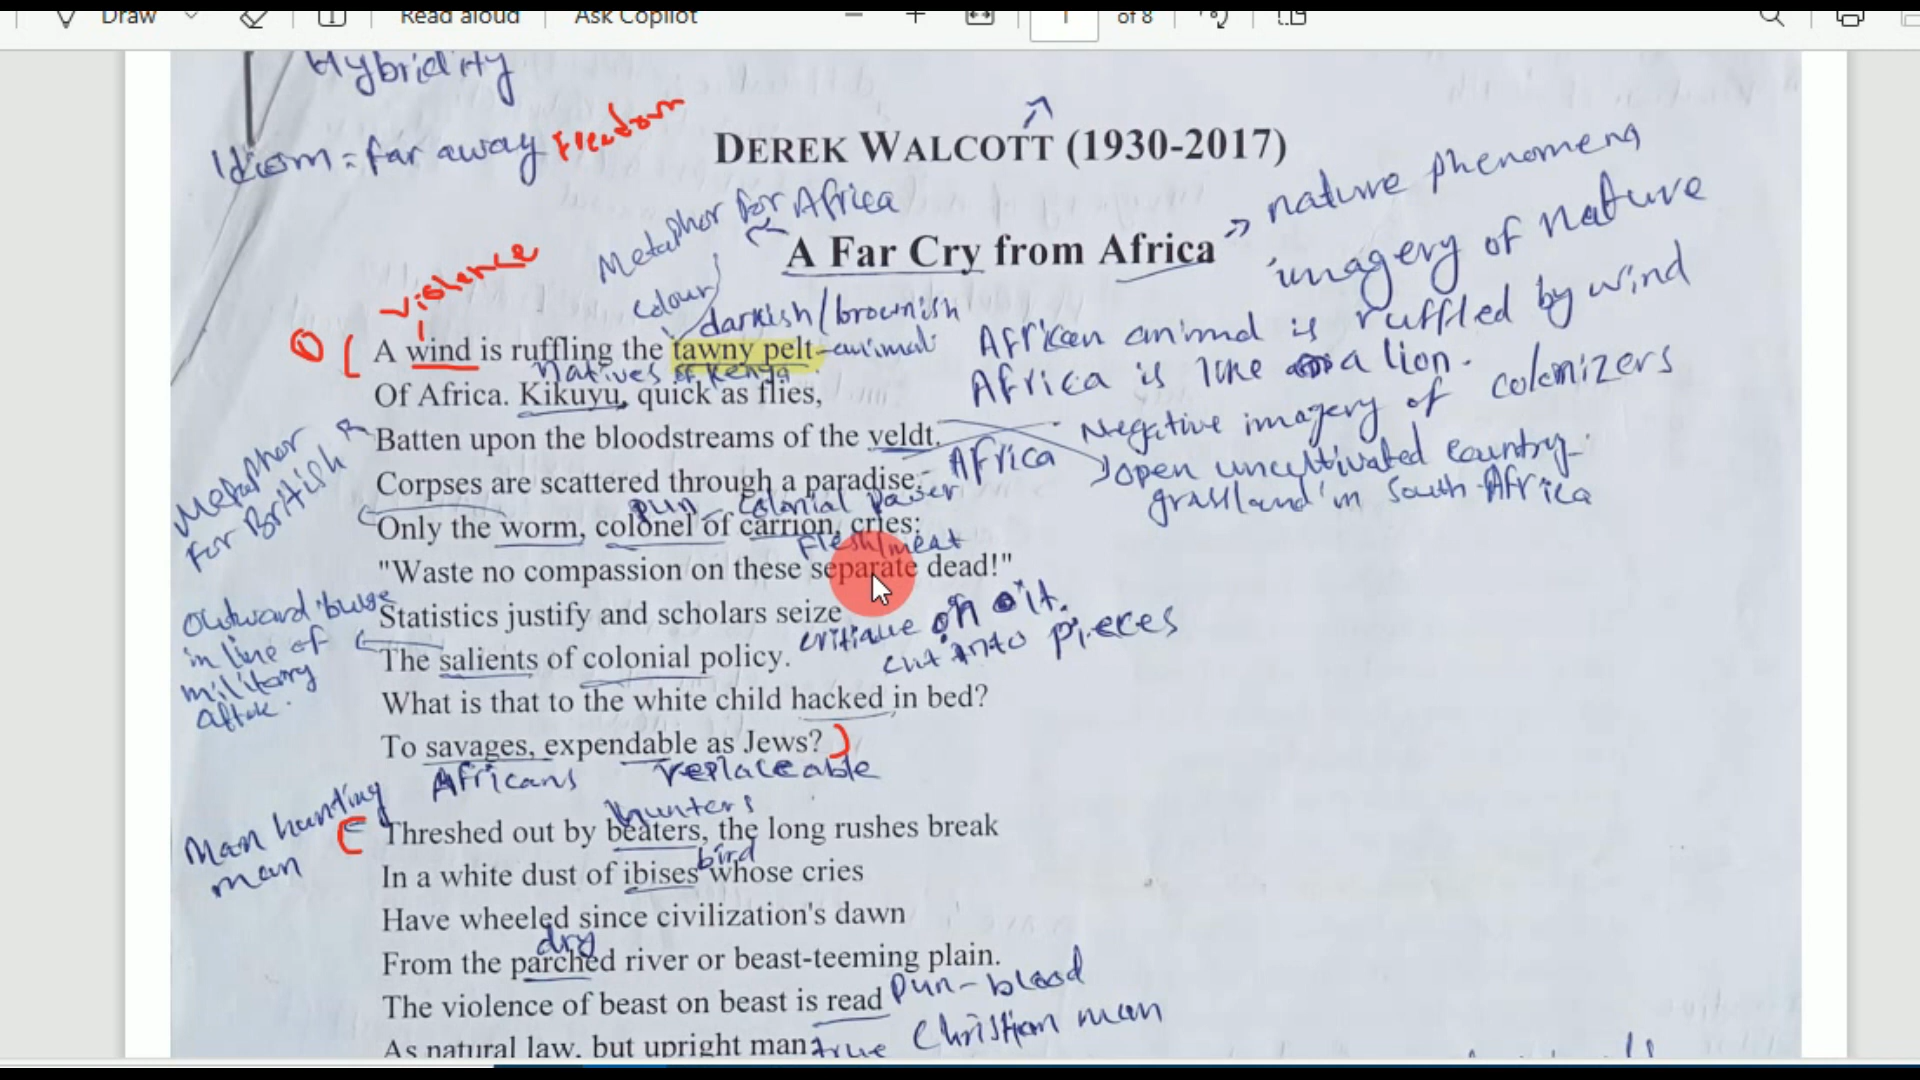 Draw
Read aloud
Ask Copilot
1
of 8
Hybridity
Idiom = far away
Freedom
DEREK WALCOTT (1930-2017)
Metaphor for Africa
A Far Cry from Africa
nature phenomena
imagery of nature
violence
colour
darkish/brownish
African animal is ruffled by wind
A wind is ruffling the tawny pelt
-animal
Africa is like a lion.
natives of Kenya
Of Africa. Kikuyu, quick as flies,
Negative imagery of colonizers
Batten upon the bloodstreams of the veldt.
Metaphor for British
Africa
open uncultivated country-
grassland in South-Africa
Corpses are scattered through a paradise.
pun - colonial
Only the worm, colonel of carrion, cries:
Flesh/meat
"Waste no compassion on these separate dead!"
outward bulge
in line of
military
Statistics justify and scholars seize
critique on it.
The salients of colonial policy.
cut into pieces
What is that to the white child hacked in bed?
To savages, expendable as Jews?
Africans
replaceable
Man hunting
man
hunters
Threshed out by beaters, the long rushes break
bird
In a white dust of ibises whose cries
Have wheeled since civilization's dawn
dry
From the parched river or beast-teeming plain.
The violence of beast on beast is read
Pun - blood
As natural law, but upright man
true Christian man